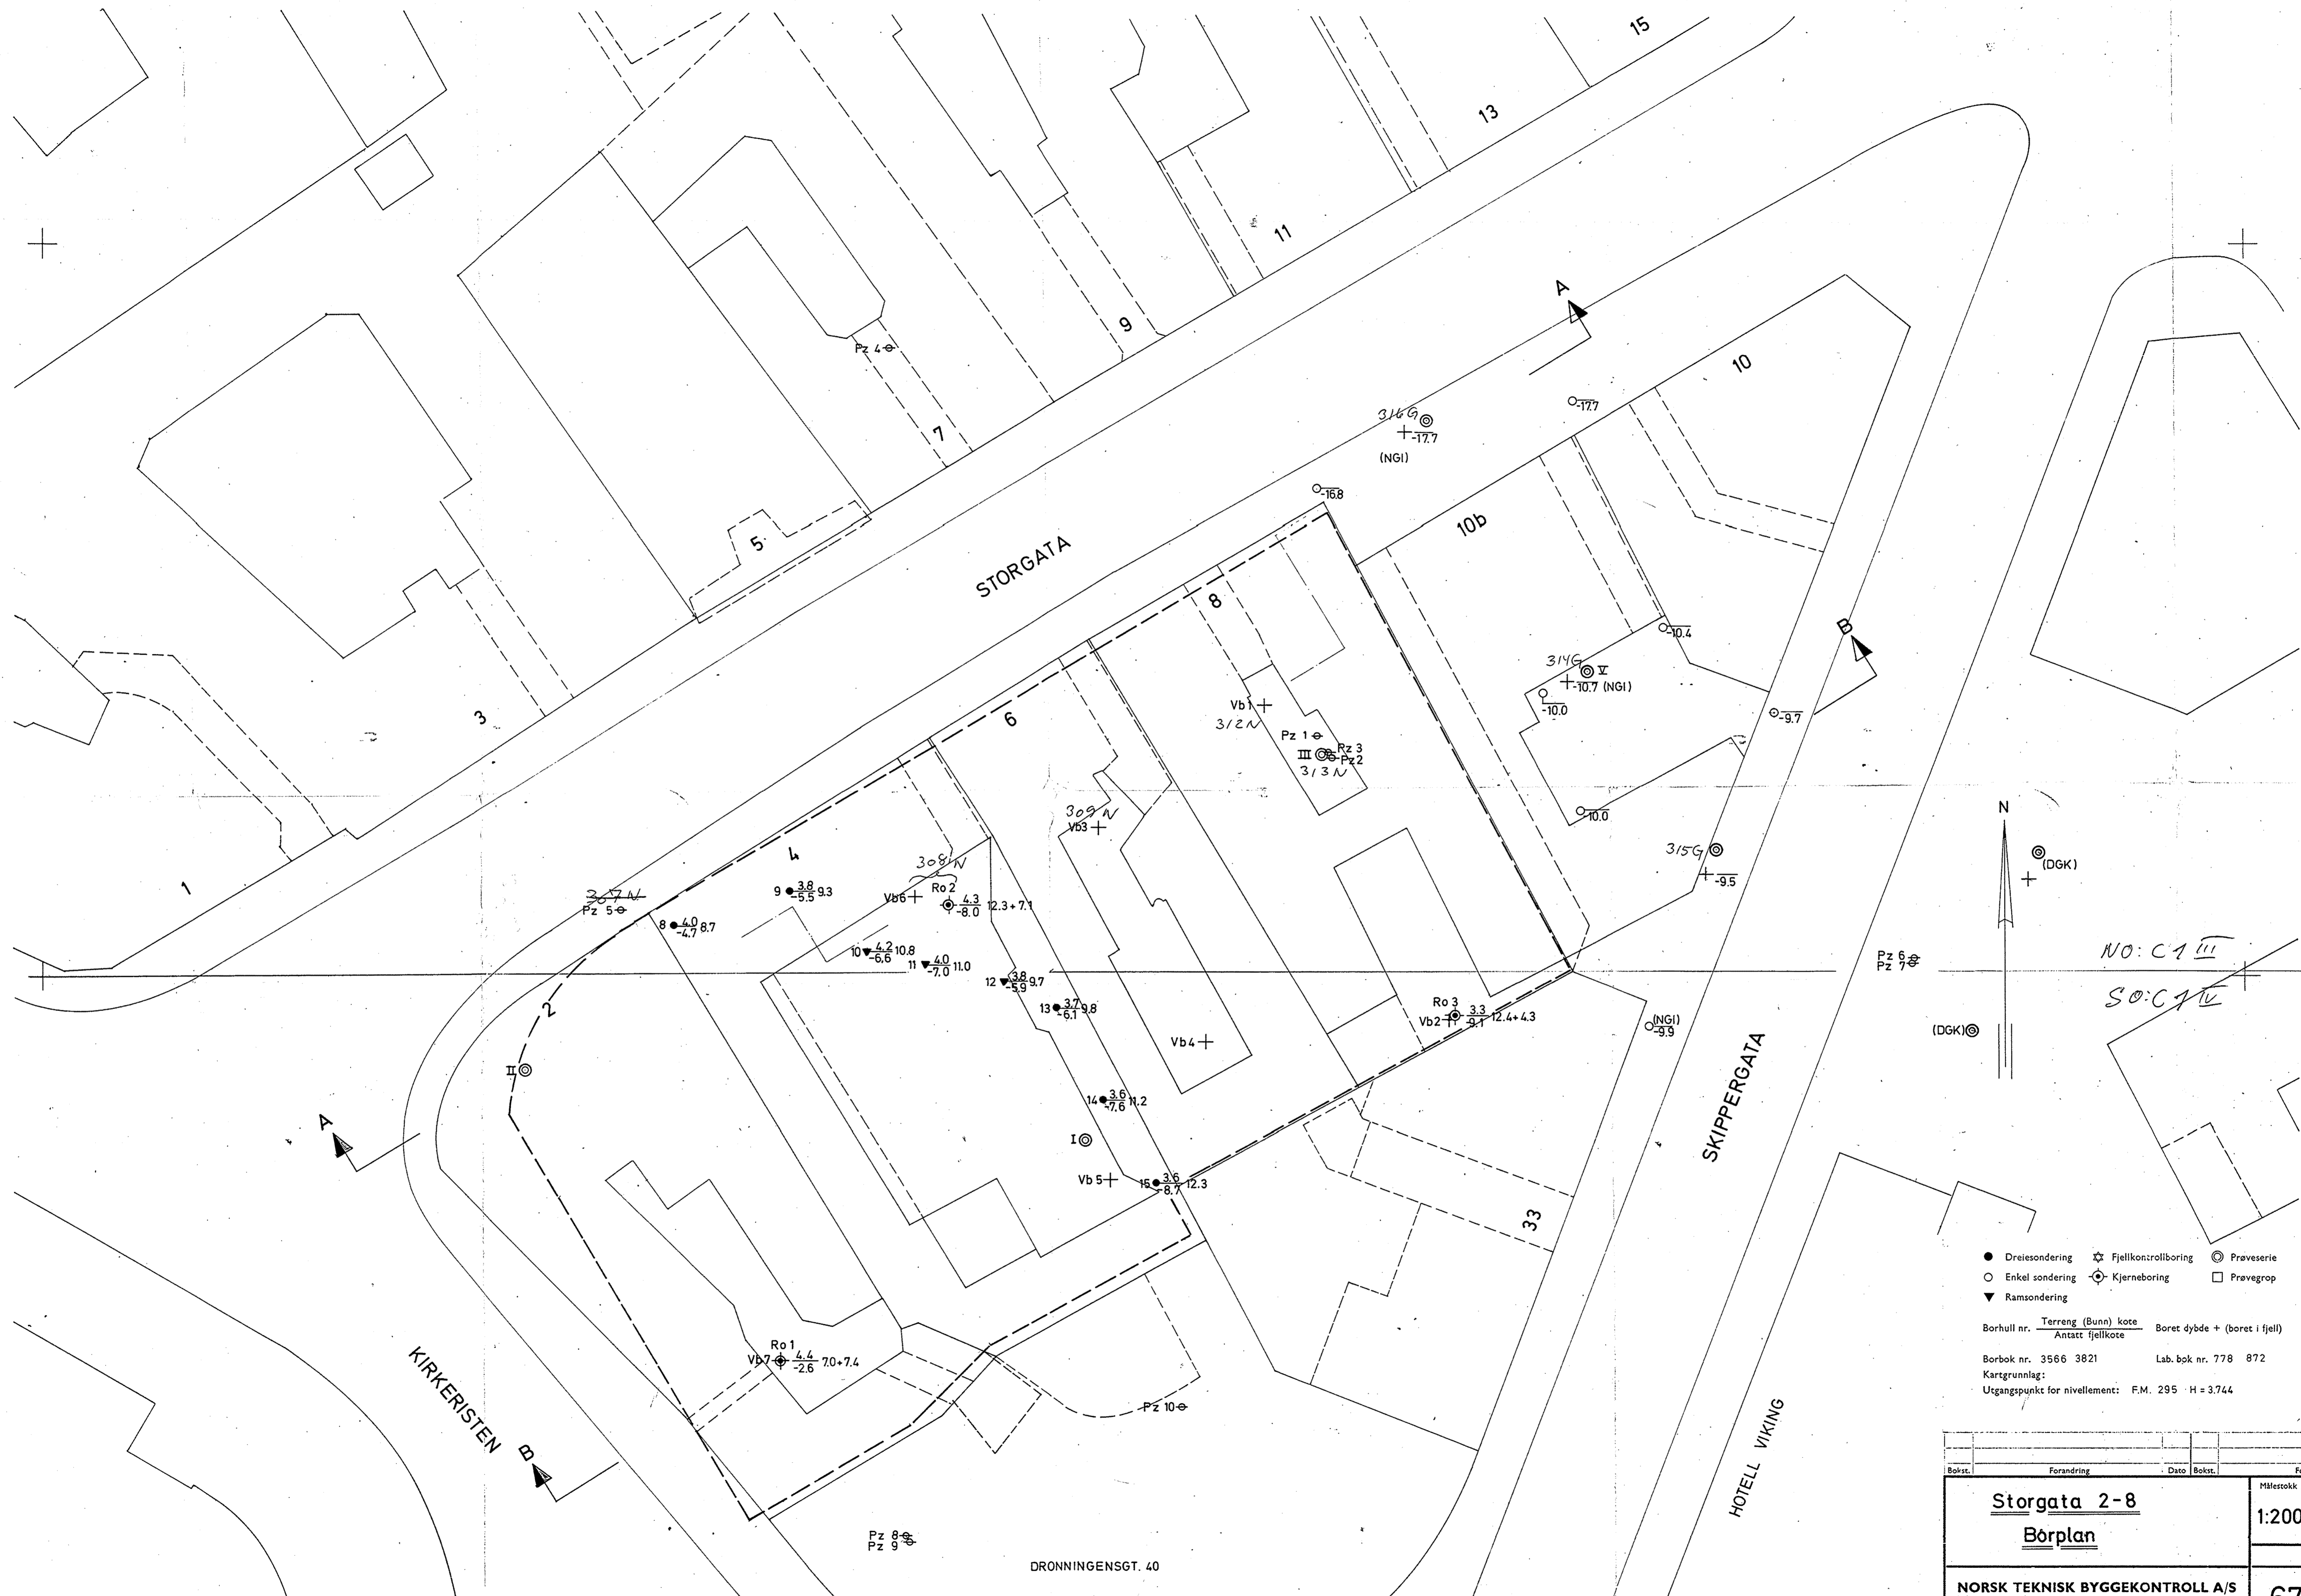 15
13
11
9
7
5
3
1
Pz 4
A
10
316G
-17.7
(NGI)
-17.7
-16.8
10b
STORGATA
8
6
4
2
B
-10.4
314G
V
-10.7 (NGI)
-10.0
-9.7
10.0
315G
-9.5
Vb1
312N
Pz 1
III
Pz 3
Pz2
313N
309N
Vb3
308N
Ro 2
Vb6
4.3
-8.0
12.3+7.1
307N
Pz 5
8 4.0 8.7
-4.7
9 3.8 9.3
-5.5
10 4.2 10.8
-6.6
11 4.0 11.0
-7.0
12 3.8 9.7
-5.9
13 3.7 9.8
-6.1
14 3.6 11.2
-7.6
15 3.6 12.3
-8.7
N
(DGK)
(DGK)
Pz 6
Pz 7
NO: C1 III
SO: C1 IV
Ro 3
Vb2
3.3
-9.1
12.4+4.3
(NGI)
-9.9
Vb4
II
I
Vb 5
A
SKIPPERGATA
33
Ro 1
Vb7
4.4
-2.6
7.0+7.4
KIRKERISTEN
B
Pz 10
HOTELL VIKING
Pz 8
Pz 9
DRONNINGENSGT. 40
Dreiesondering Fjellkontrollboring Prøveserie
Enkel sondering Kjerneboring Prøvegrop
Ramsondering
Borhull nr. Terreng (Bunn) kote Boret dybde + (boret i fjell)
Antatt fjellkote
Borbok nr. 3566 3821 Lab. bok nr. 778 872
Kartgrunnlag:
Utgangspunkt for nivellement: F.M. 295 H = 3.744
Bokst. Forandring Dato Bokst.
Storgata 2-8
Börplan
Målestokk
1:200
NORSK TEKNISK BYGGEKONTROLL A/S